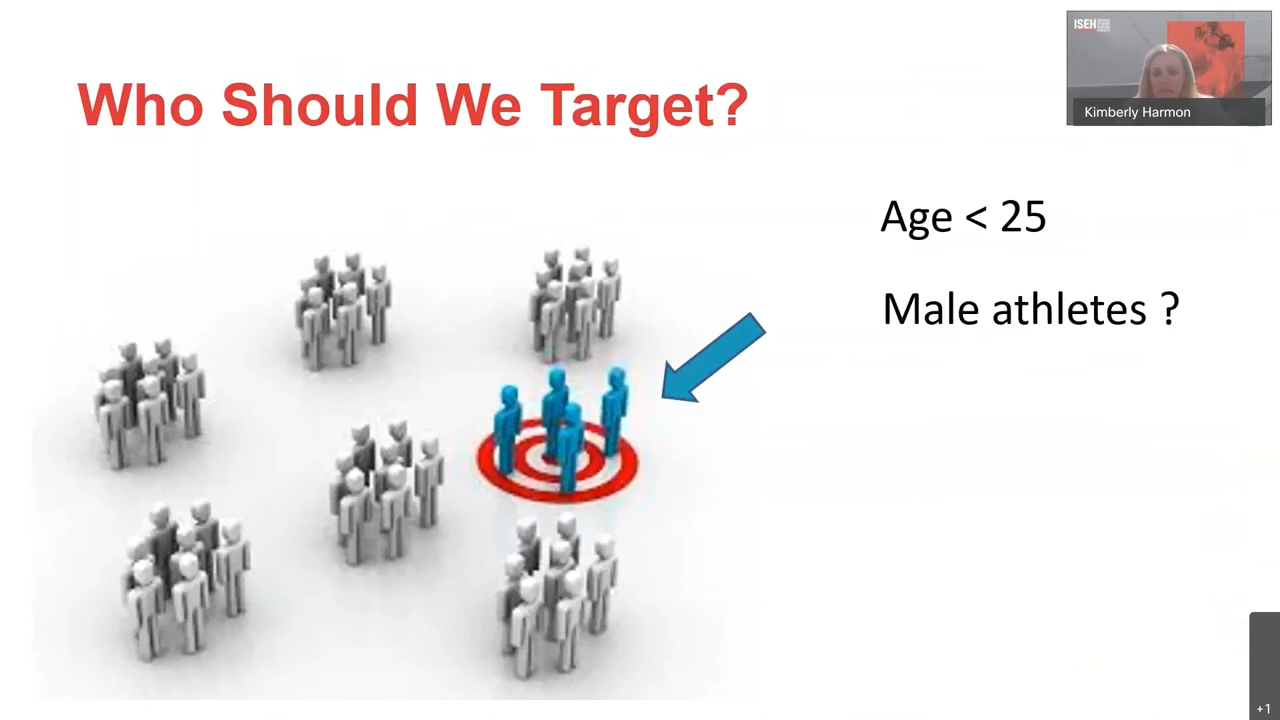 Who Should We Target?
ISEH
Kimberly Harmon
Age < 25
Male athletes ?
+1